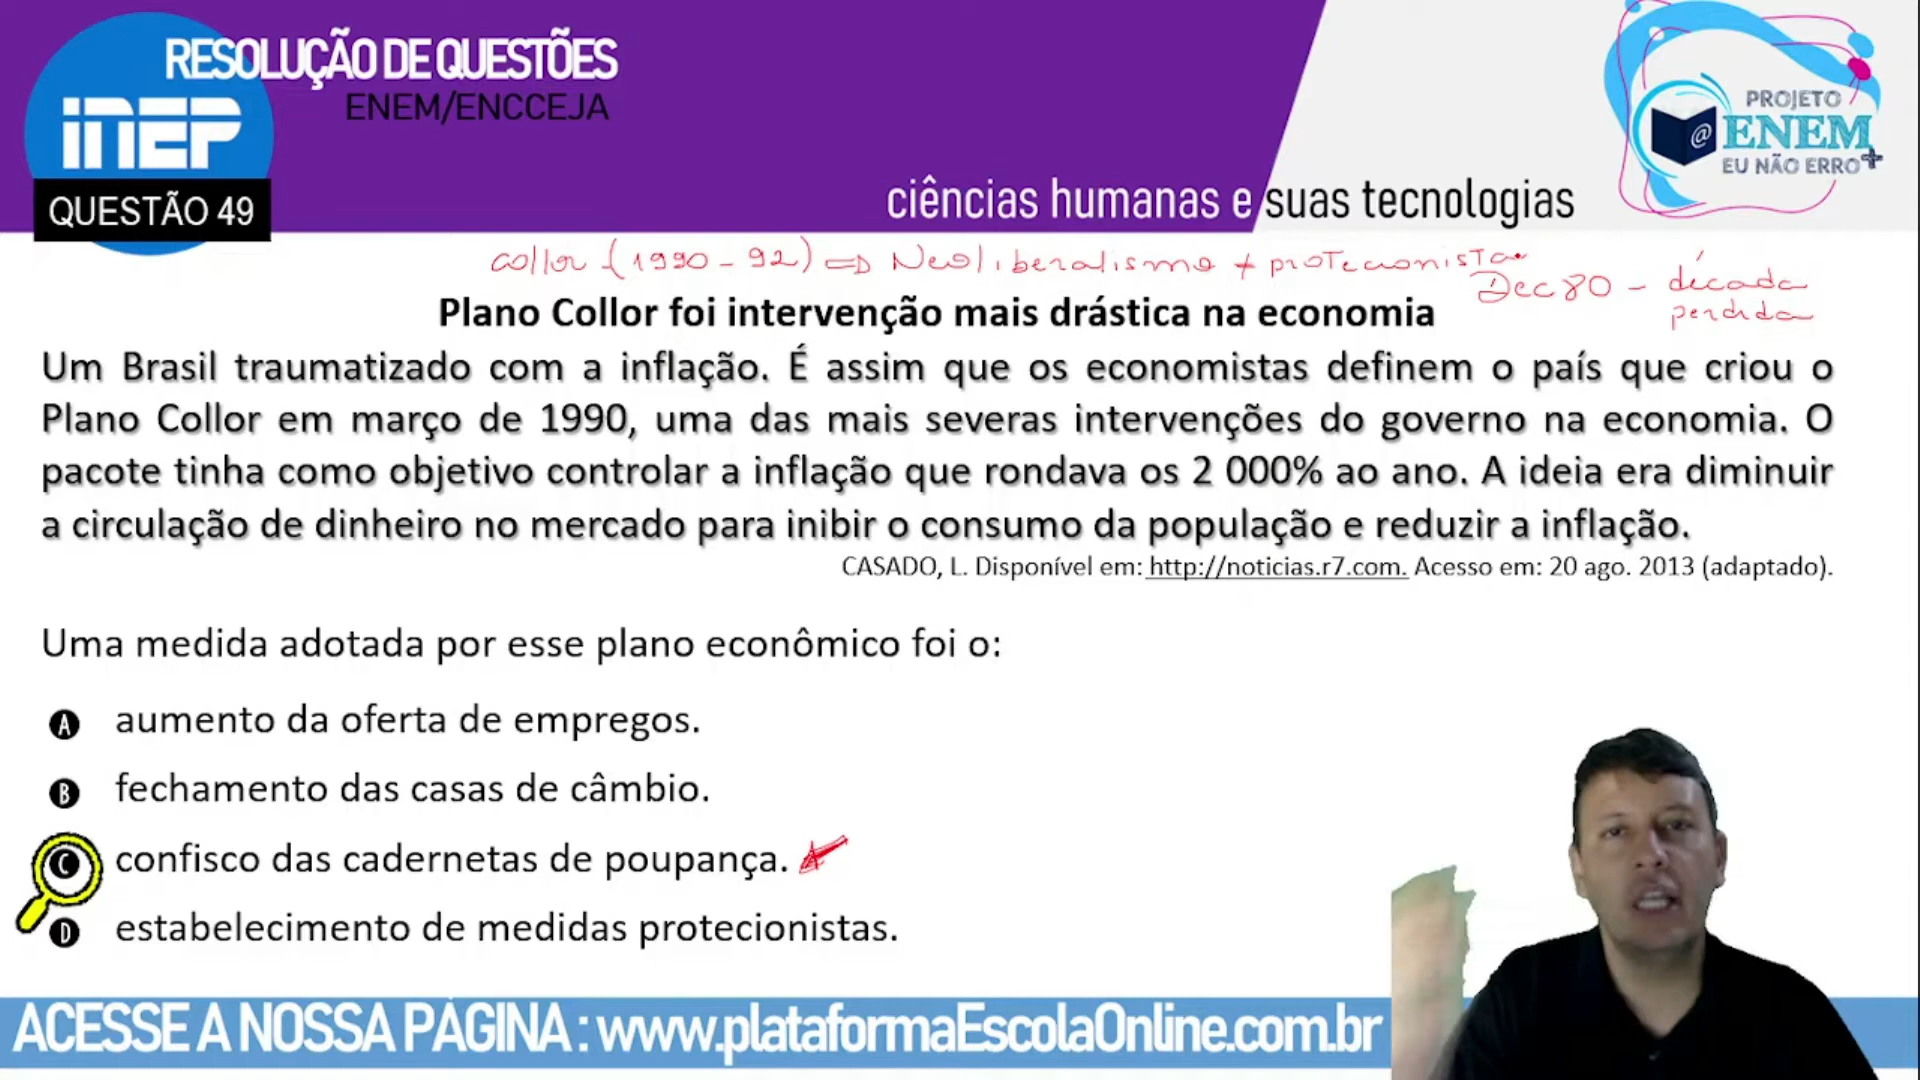 RESOLUÇÃO DE QUESTÕES
ENEM/ENCCEJA
INEP
QUESTÃO 49
ciências humanas e suas tecnologias
PROJETO
@ENEM
EU NÃO ERRO+
Collor (1990 - 92) => Neoliberalismo ≠ protecionista
Dec 80 - década
perdida
Plano Collor foi intervenção mais drástica na economia
Um Brasil traumatizado com a inflação. É assim que os economistas definem o país que criou o
Plano Collor em março de 1990, uma das mais severas intervenções do governo na economia. O
pacote tinha como objetivo controlar a inflação que rondava os 2 000% ao ano. A ideia era diminuir
a circulação de dinheiro no mercado para inibir o consumo da população e reduzir a inflação.
CASADO, L. Disponível em: http://noticias.r7.com. Acesso em: 20 ago. 2013 (adaptado).
Uma medida adotada por esse plano econômico foi o:
A aumento da oferta de empregos.
B fechamento das casas de câmbio.
C confisco das cadernetas de poupança.
D estabelecimento de medidas protecionistas.
ACESSE A NOSSA PÁGINA : www.plataformaEscolaOnline.com.br